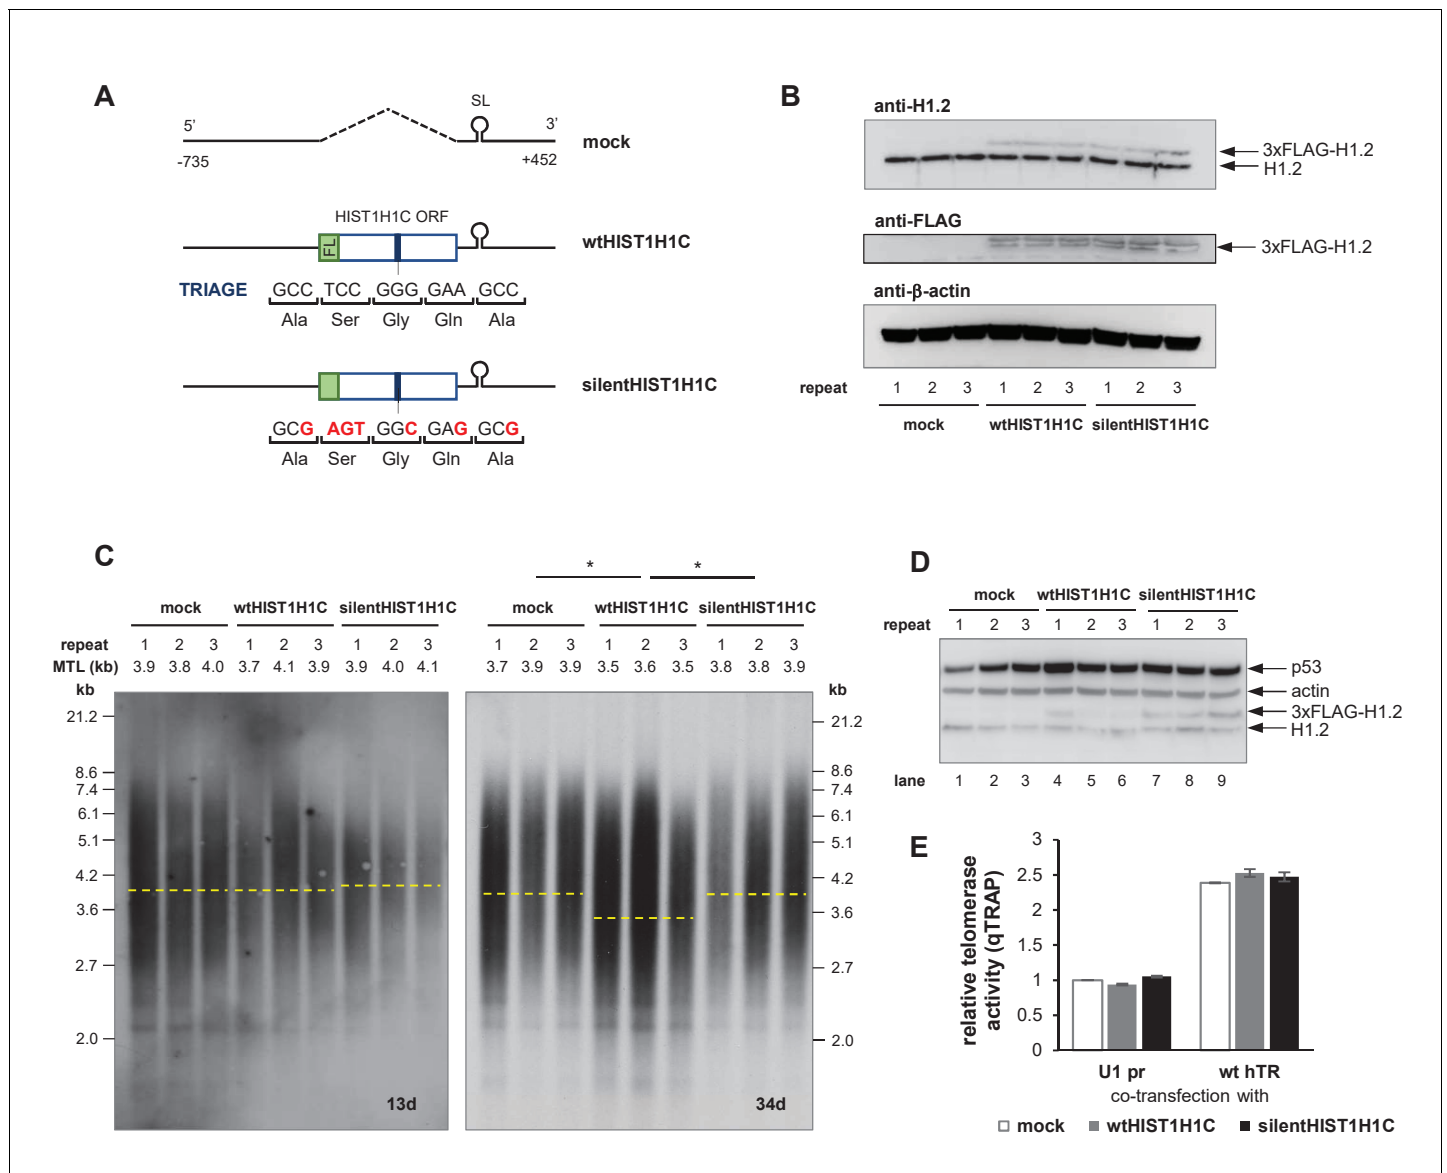 A
SL
5' 3'
mock
-735 +452
HIST1H1C ORF
FL
wtHIST1H1C
TRIAGE GCC TCC GGG GAA GCC
Ala Ser Gly Gln Ala
silentHIST1H1C
GCG AGT GGC GAG GCG
Ala Ser Gly Gln Ala
B
anti-H1.2
3xFLAG-H1.2
H1.2
anti-FLAG
3xFLAG-H1.2
anti-β-actin
repeat 1 2 3 1 2 3 1 2 3
mock wtHIST1H1C silentHIST1H1C
C
* *
mock wtHIST1H1C silentHIST1H1C mock wtHIST1H1C silentHIST1H1C
repeat 1 2 3 1 2 3 1 2 3 1 2 3 1 2 3 1 2 3
MTL (kb) 3.9 3.8 4.0 3.7 4.1 3.9 3.9 4.0 4.1 3.7 3.9 3.9 3.5 3.6 3.5 3.8 3.8 3.9
kb kb
21.2 21.2
8.6 8.6
7.4 7.4
6.1 6.1
5.1 5.1
4.2 4.2
3.6 3.6
2.7 2.7
2.0 2.0
13d 34d
D
mock wtHIST1H1C silentHIST1H1C
repeat 1 2 3 1 2 3 1 2 3
p53
actin
3xFLAG-H1.2
H1.2
lane 1 2 3 4 5 6 7 8 9
E
relative telomerase
activity (qTRAP)
3
2.5
2
1.5
1
0.5
0
U1 pr wt hTR
co-transfection with
mock wtHIST1H1C silentHIST1H1C